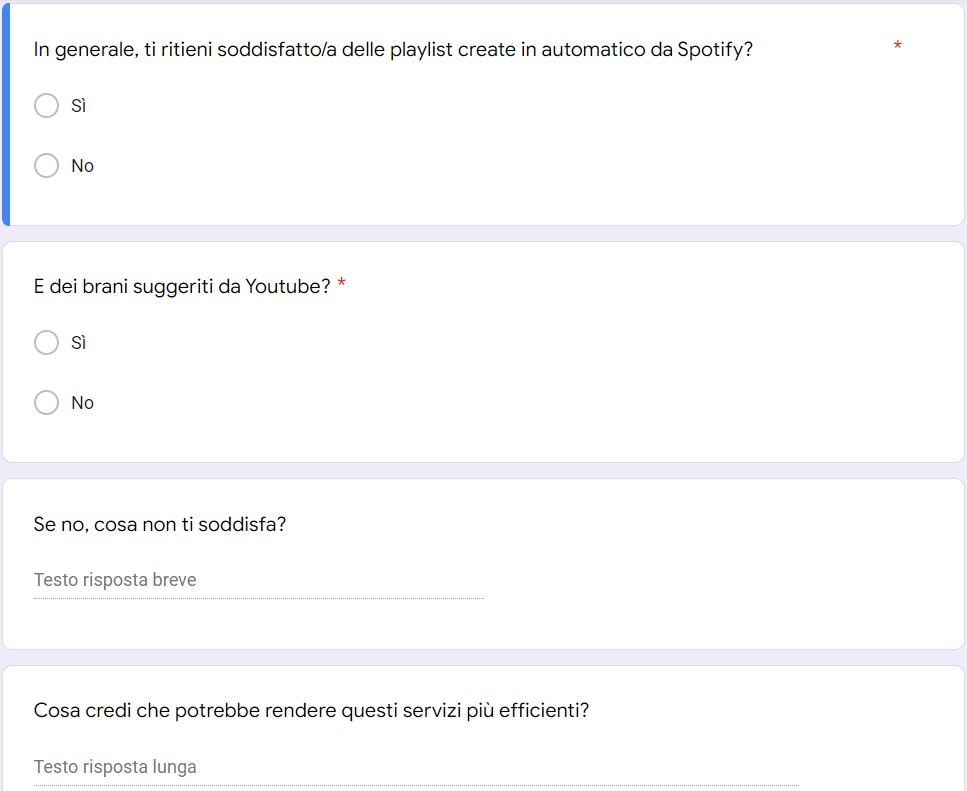 In generale, ti ritieni soddisfatto/a delle playlist create in automatico da Spotify? *
Sì
No
E dei brani suggeriti da Youtube? *
Sì
No
Se no, cosa non ti soddisfa?
Testo risposta breve
Cosa credi che potrebbe rendere questi servizi più efficienti?
Testo risposta lunga